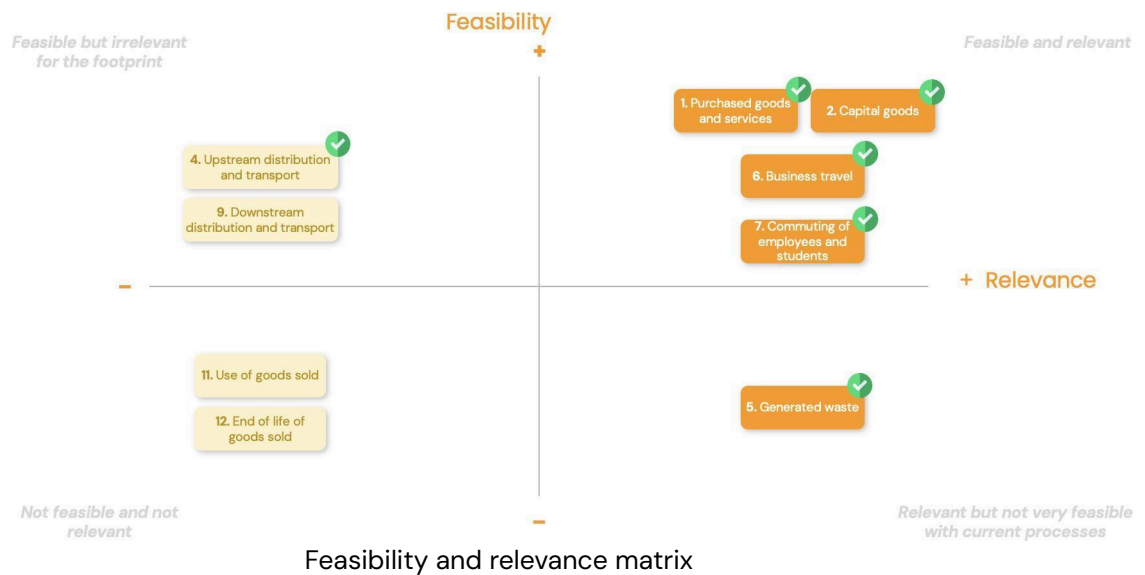 Feasibility
+
Feasible but irrelevant
for the footprint
Feasible and relevant
1. Purchased goods
and services
2. Capital goods
4. Upstream distribution
and transport
6. Business travel
9. Downstream
distribution and transport
7. Commuting of
employees and
students
-
+ Relevance
11. Use of goods sold
5. Generated waste
12. End of life of
goods sold
Not feasible and not
relevant
-
Relevant but not very feasible
with current processes
Feasibility and relevance matrix